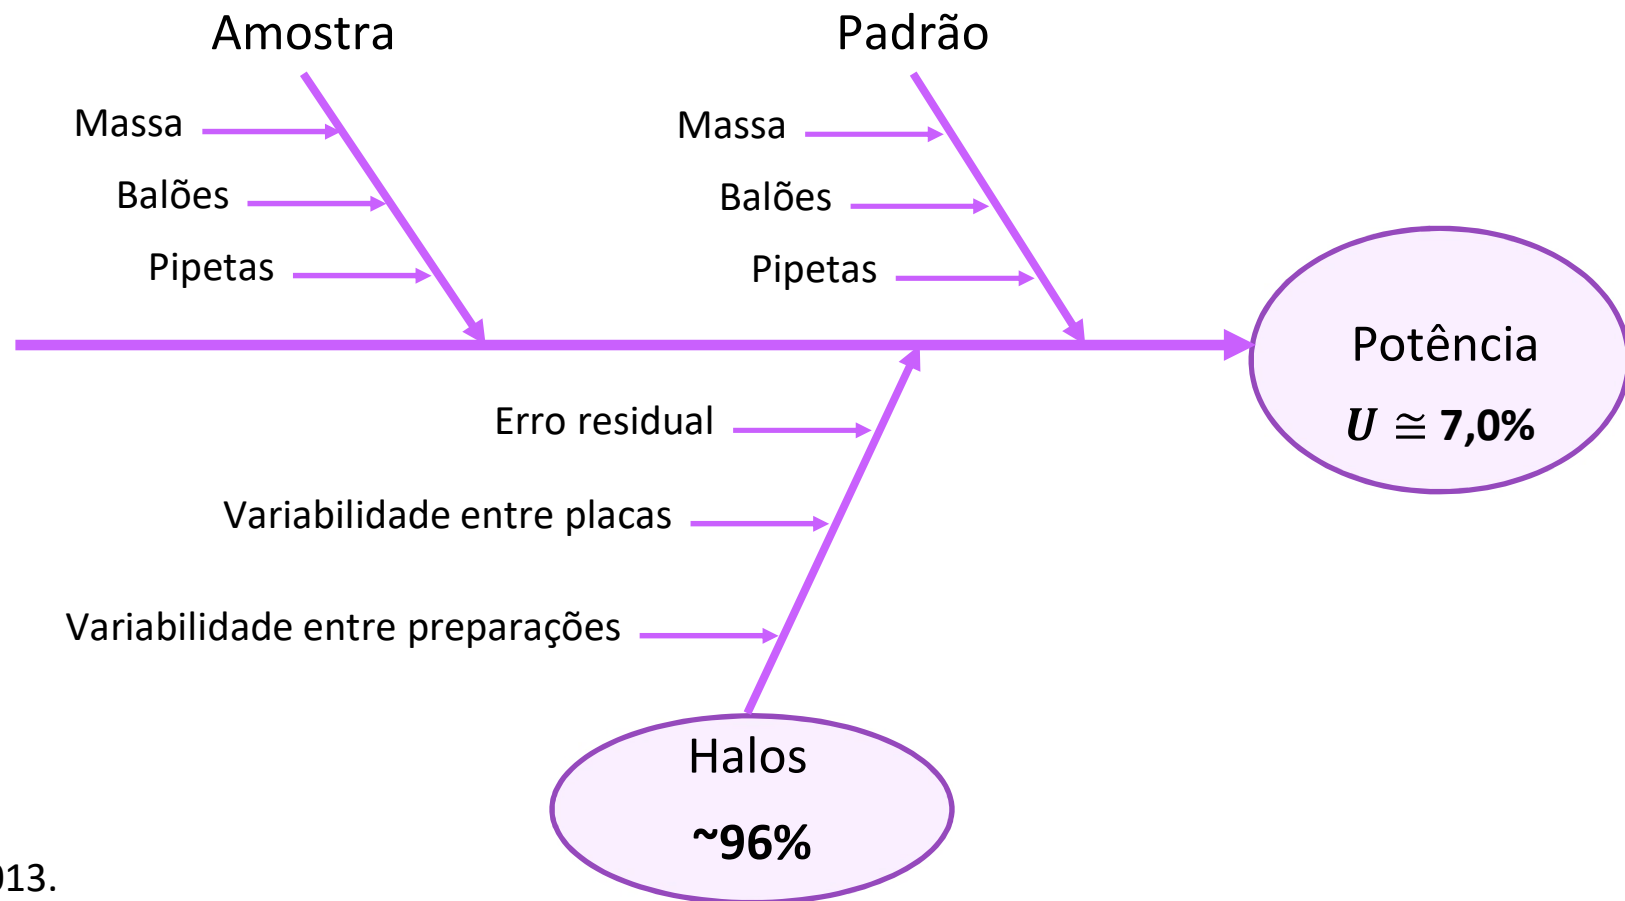 Amostra
Massa
Balões
Pipetas
Padrão
Massa
Balões
Pipetas
Potência
U ≅ 7,0%
Erro residual
Variabilidade entre placas
Variabilidade entre preparações
Halos
~96%
013.